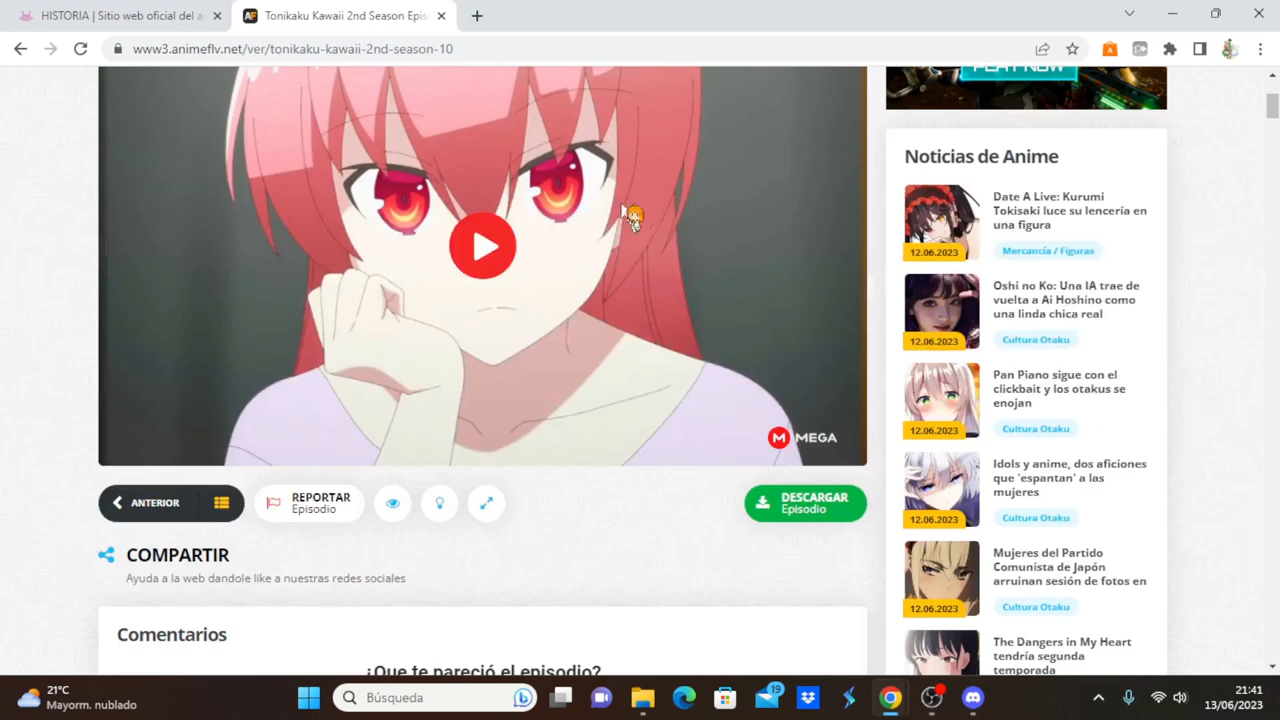 HISTORIA | Sitio web oficial del a
Tonikaku Kawaii 2nd Season Epis
www3.animeflv.net/ver/tonikaku-kawaii-2nd-season-10
PLAY NOW
Noticias de Anime
Date A Live: Kurumi
Tokisaki luce su lencería en
una figura
12.06.2023
Mercancía / Figuras
Oshi no Ko: Una IA trae de
vuelta a Ai Hoshino como
una linda chica real
12.06.2023
Cultura Otaku
Pan Piano sigue con el
clickbait y los otakus se
enojan
12.06.2023
Cultura Otaku
Idols y anime, dos aficiones
que 'espantan' a las
mujeres
12.06.2023
Cultura Otaku
Mujeres del Partido
Comunista de Japón
arruinan sesión de fotos en
12.06.2023
Cultura Otaku
The Dangers in My Heart
tendría segunda
temporada
M MEGA
ANTERIOR
REPORTAR
Episodio
DESCARGAR
Episodio
COMPARTIR
Ayuda a la web dandole like a nuestras redes sociales
Comentarios
¿Que te pareció el episodio?
21°C
Mayorm. nublado
Búsqueda
19
21:41
13/06/2023